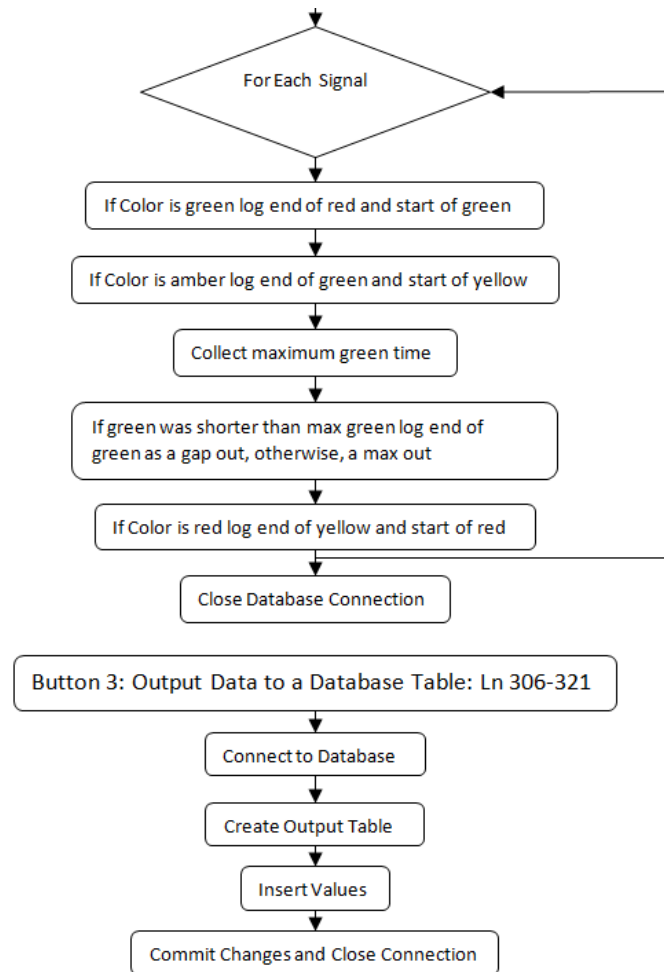 For Each Signal
If Color is green log end of red and start of green
If Color is amber log end of green and start of yellow
Collect maximum green time
If green was shorter than max green log end of
green as a gap out, otherwise, a max out
If Color is red log end of yellow and start of red
Close Database Connection
Button 3: Output Data to a Database Table: Ln 306-321
Connect to Database
Create Output Table
Insert Values
Commit Changes and Close Connection